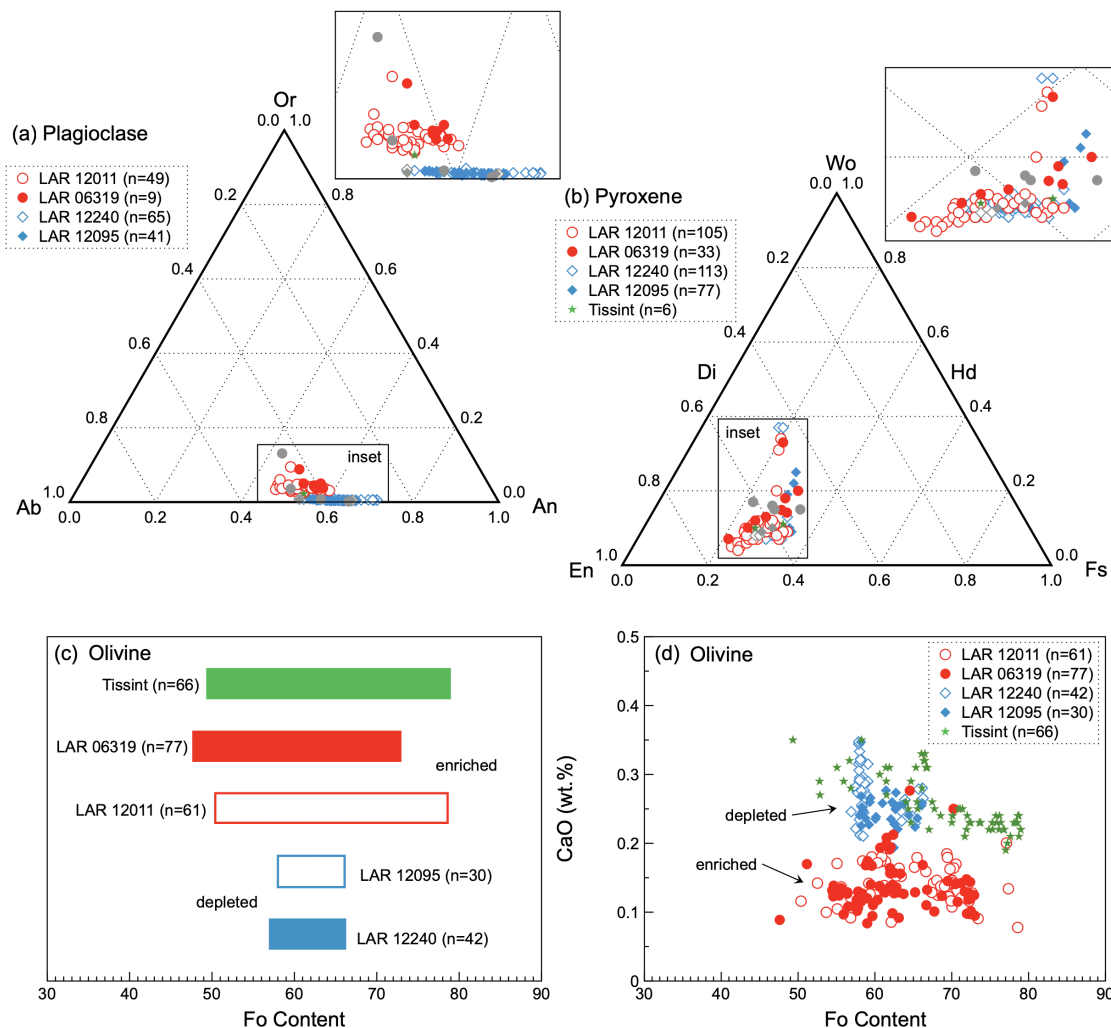 (a) Plagioclase
LAR 12011 (n=49)
LAR 06319 (n=9)
LAR 12240 (n=65)
LAR 12095 (n=41)
Or
0.0 1.0
0.2 0.8
0.4 0.6
0.6 0.4
0.8 0.2
1.0 0.0
Ab An
0.0 0.2 0.4 0.6 0.8 1.0
inset
0.8
(b) Pyroxene
LAR 12011 (n=105)
LAR 06319 (n=33)
LAR 12240 (n=113)
LAR 12095 (n=77)
Tissint (n=6)
Wo
0.0 1.0
0.2 0.8
0.4 0.6
Di Hd
0.6 0.4
0.8 0.2
1.0 0.0
En Fs
0.0 0.2 0.4 0.6 0.8 1.0
inset
(c) Olivine
Tissint (n=66)
LAR 06319 (n=77)
enriched
LAR 12011 (n=61)
LAR 12095 (n=30)
depleted
LAR 12240 (n=42)
30 40 50 60 70 80 90
Fo Content
(d) Olivine
LAR 12011 (n=61)
LAR 06319 (n=77)
LAR 12240 (n=42)
LAR 12095 (n=30)
Tissint (n=66)
depleted
enriched
CaO (wt.%)
0.5
0.4
0.3
0.2
0.1
0
30 40 50 60 70 80 90
Fo Content